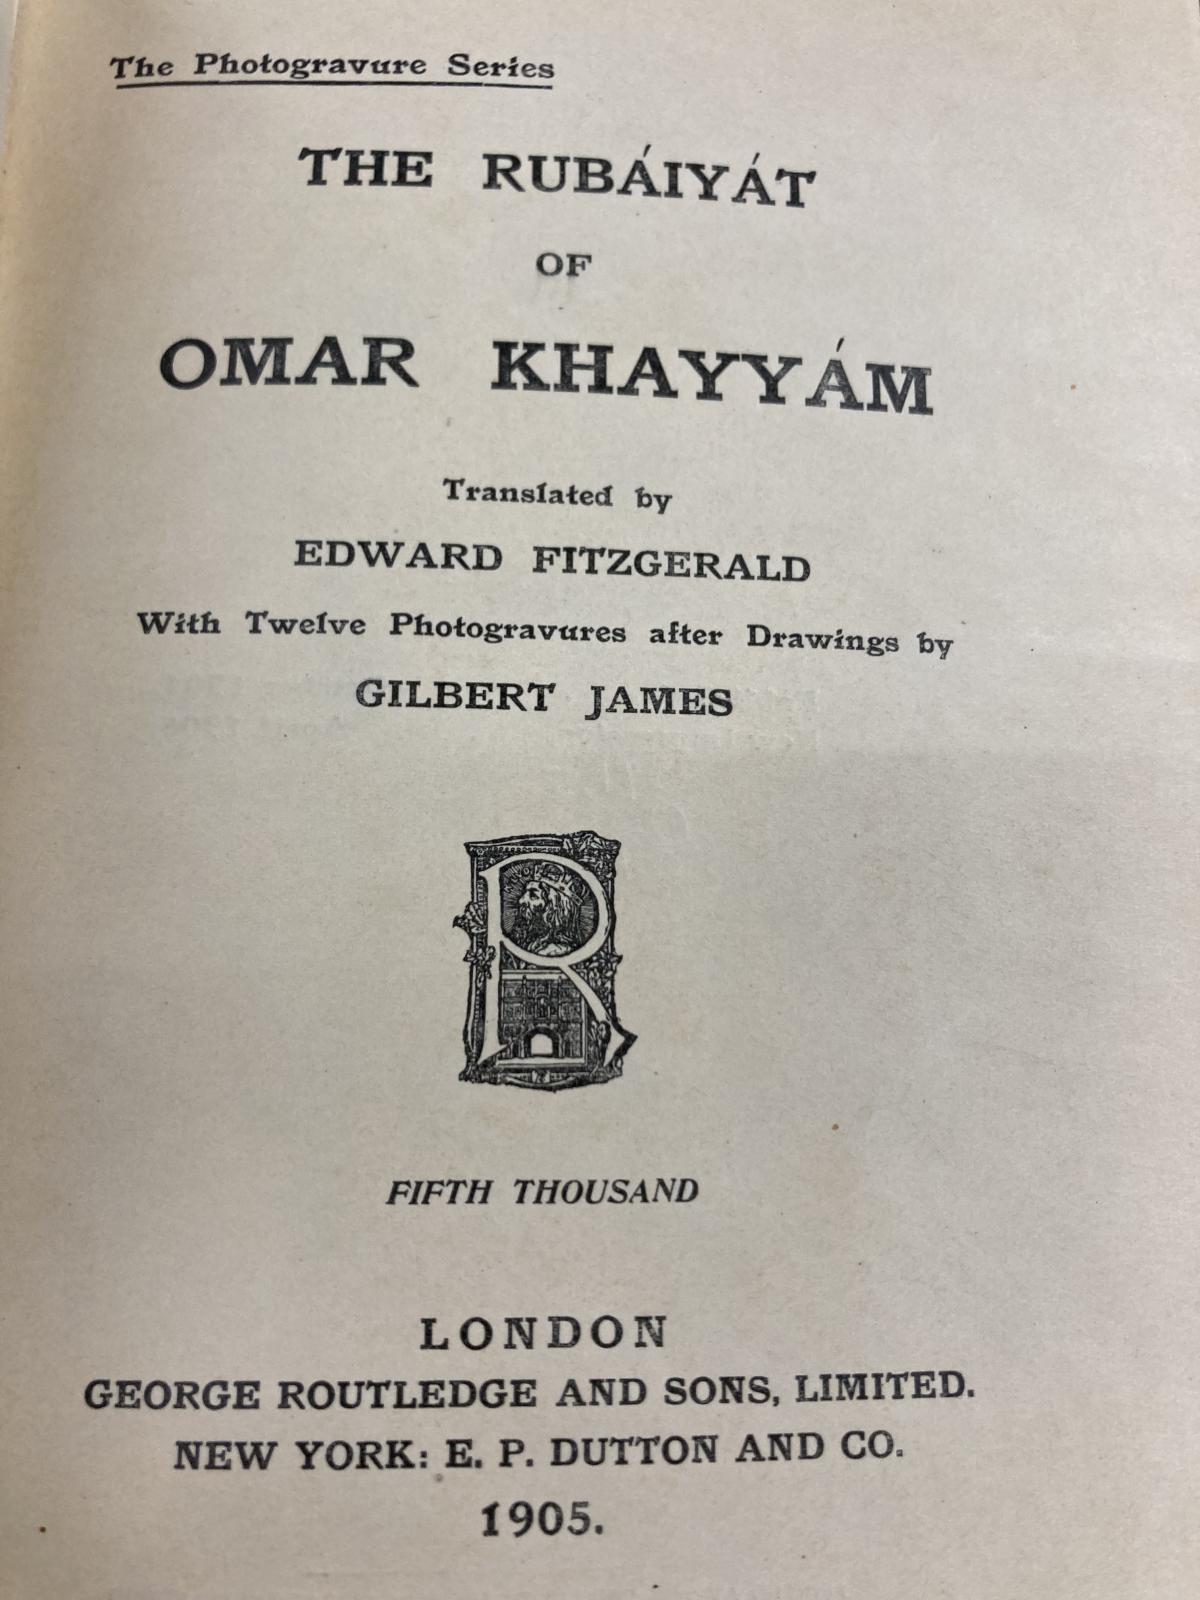 The Photogravure Series
THE RUBÁIYÁT
OF
OMAR KHAYYÁM
Translated by
EDWARD FITZGERALD
With Twelve Photogravures after Drawings by
GILBERT JAMES
R
FIFTH THOUSAND
LONDON
GEORGE ROUTLEDGE AND SONS, LIMITED.
NEW YORK: E. P. DUTTON AND CO.
1905.